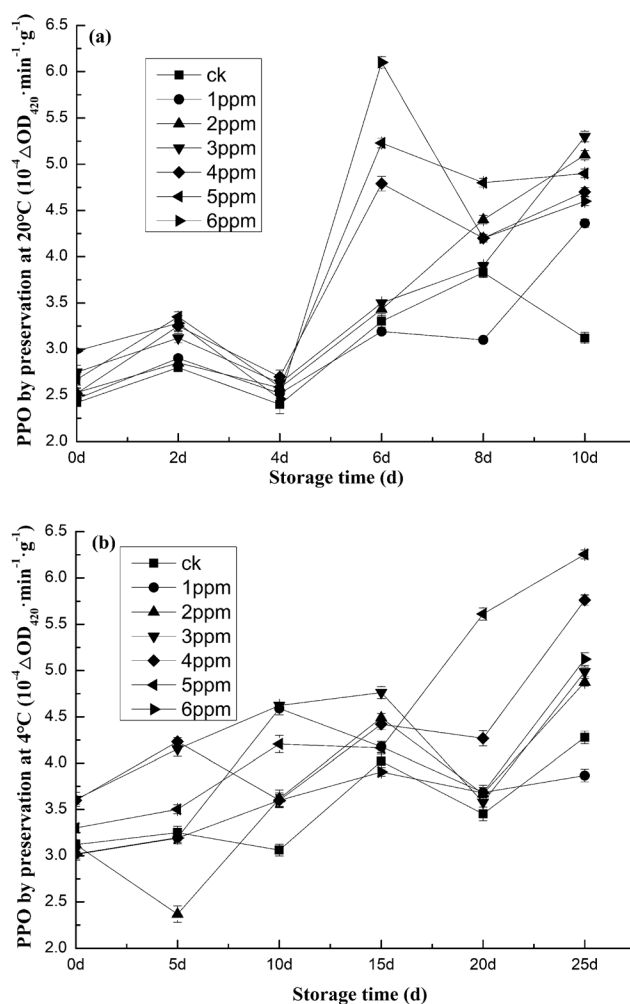 (a)
ck
1ppm
2ppm
3ppm
4ppm
5ppm
6ppm
PPO by preservation at 20°C (10⁻⁴△OD₄₂₀·min⁻¹·g⁻¹)
6.5
6.0
5.5
5.0
4.5
4.0
3.5
3.0
2.5
2.0
0d 2d 4d 6d 8d 10d
Storage time (d)
(b)
ck
1ppm
2ppm
3ppm
4ppm
5ppm
6ppm
PPO by preservation at 4°C (10⁻⁴△OD₄₂₀·min⁻¹·g⁻¹)
6.5
6.0
5.5
5.0
4.5
4.0
3.5
3.0
2.5
2.0
0d 5d 10d 15d 20d 25d
Storage time (d)